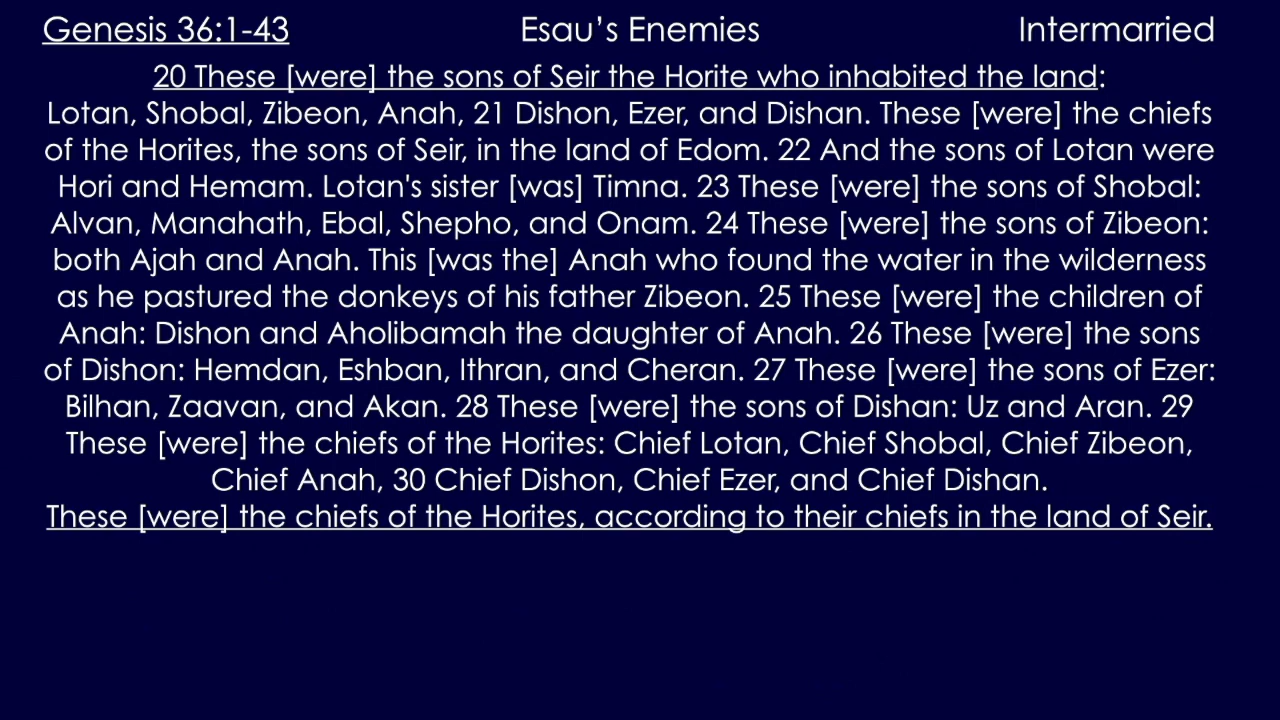 Genesis 36:1-43 Esau’s Enemies Intermarried
20 These [were] the sons of Seir the Horite who inhabited the land:
Lotan, Shobal, Zibeon, Anah, 21 Dishon, Ezer, and Dishan. These [were] the chiefs
of the Horites, the sons of Seir, in the land of Edom. 22 And the sons of Lotan were
Hori and Hemam. Lotan's sister [was] Timna. 23 These [were] the sons of Shobal:
Alvan, Manahath, Ebal, Shepho, and Onam. 24 These [were] the sons of Zibeon:
both Ajah and Anah. This [was the] Anah who found the water in the wilderness
as he pastured the donkeys of his father Zibeon. 25 These [were] the children of
Anah: Dishon and Aholibamah the daughter of Anah. 26 These [were] the sons
of Dishon: Hemdan, Eshban, Ithran, and Cheran. 27 These [were] the sons of Ezer:
Bilhan, Zaavan, and Akan. 28 These [were] the sons of Dishan: Uz and Aran. 29
These [were] the chiefs of the Horites: Chief Lotan, Chief Shobal, Chief Zibeon,
Chief Anah, 30 Chief Dishon, Chief Ezer, and Chief Dishan.
These [were] the chiefs of the Horites, according to their chiefs in the land of Seir.